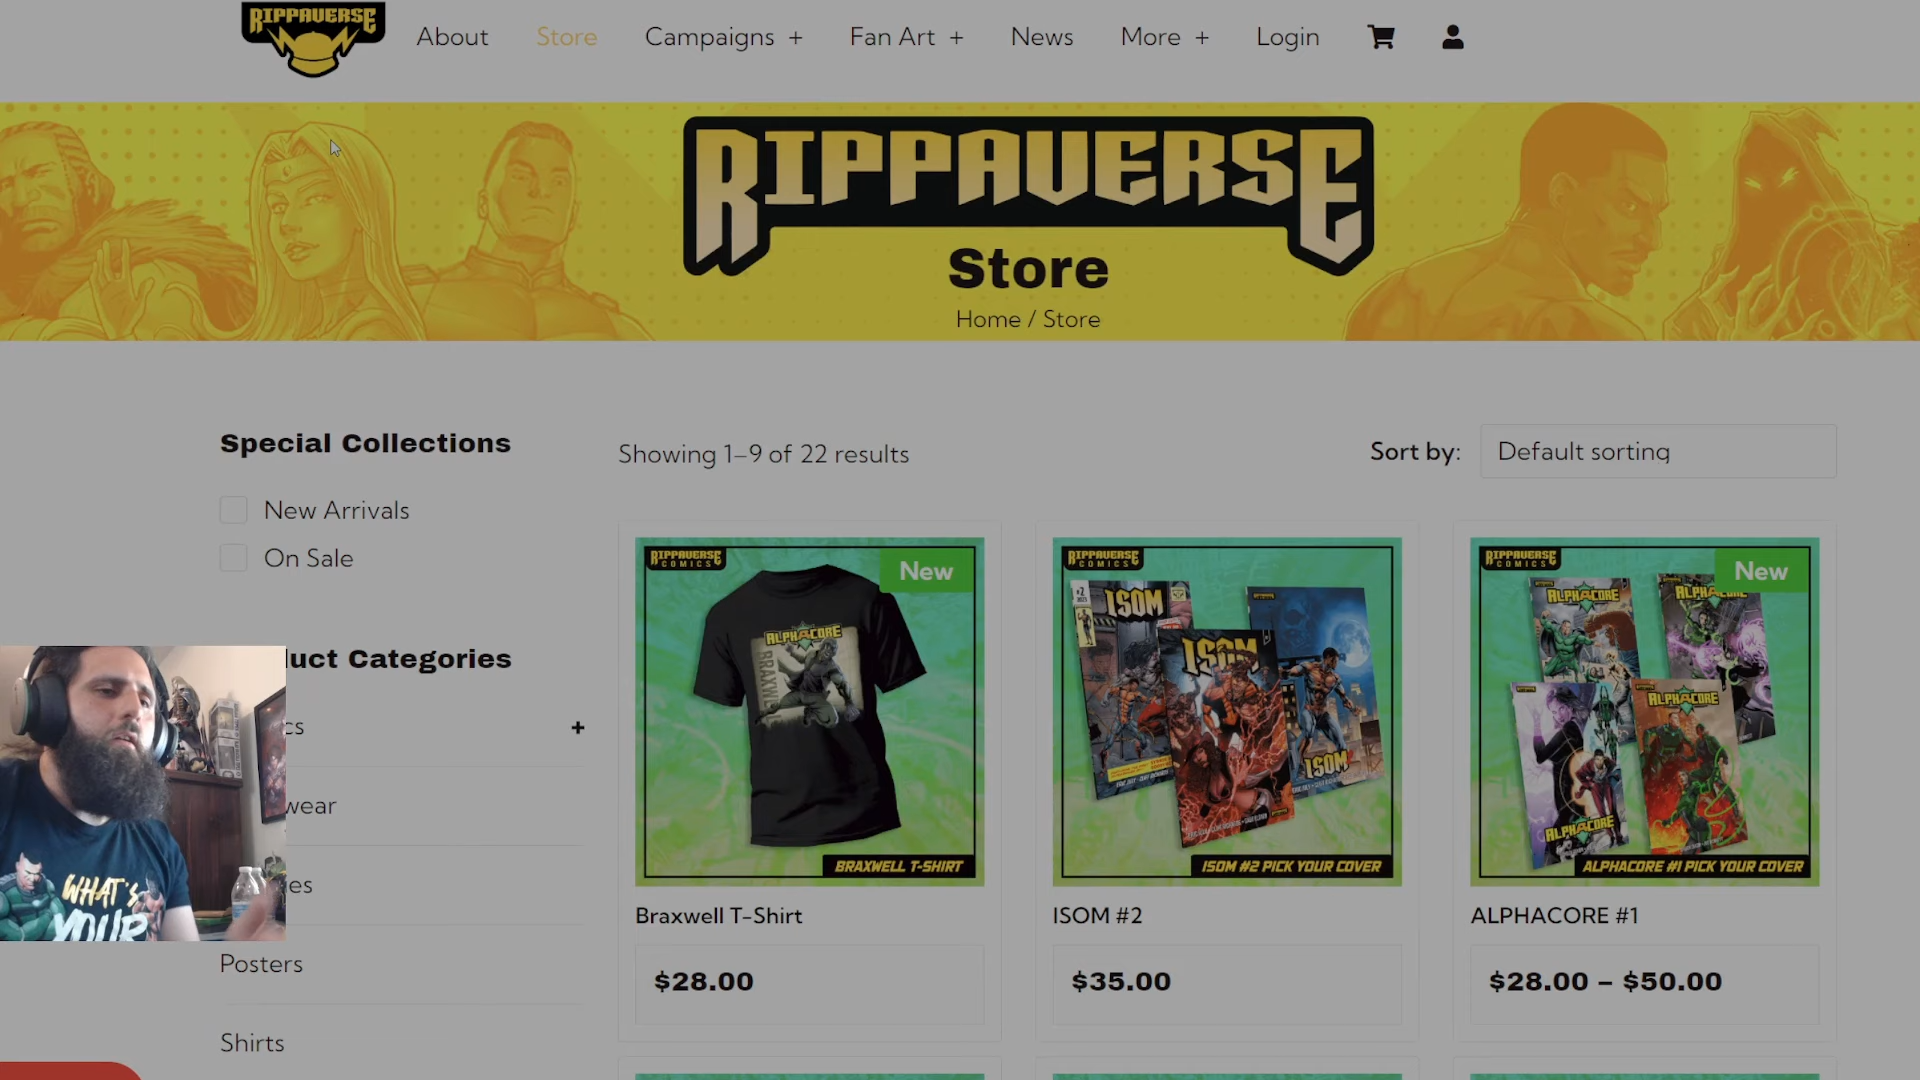 RIPPAVERSE
About
Store
Campaigns +
Fan Art +
News
More +
Login
RIPPAVERSE
Store
Home / Store
Special Collections
New Arrivals
On Sale
uct Categories
cs
+
wear
es
Posters
Shirts
WHAT'S
YOUR
Showing 1–9 of 22 results
Sort by:
Default sorting
RIPPAVERSE
COMICS
New
ALPHACORE
BRAXWELL T-SHIRT
Braxwell T-Shirt
$28.00
RIPPAVERSE
COMICS
#2
ISOM
ISOM
ISOM
ISOM #2 PICK YOUR COVER
ISOM #2
$35.00
RIPPAVERSE
COMICS
New
ALPHACORE
ALPHACORE
ALPHACORE
ALPHACORE
ALPHACORE #1 PICK YOUR COVER
ALPHACORE #1
$28.00 – $50.00